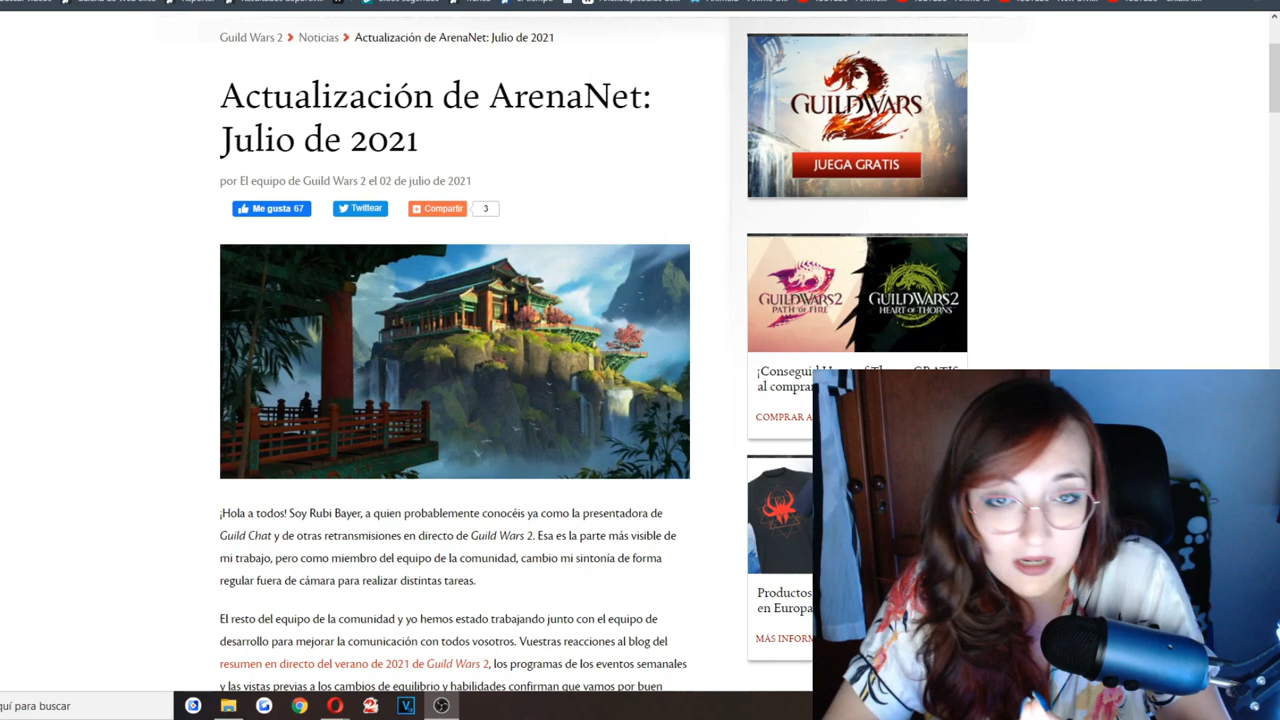 Guild Wars 2 > Noticias > Actualización de ArenaNet: Julio de 2021
Actualización de ArenaNet:
Julio de 2021
por El equipo de Guild Wars 2 el 02 de julio de 2021
Me gusta 67
Twittear
Compartir
3
¡Hola a todos! Soy Rubi Bayer, a quien probablemente conocéis ya como la presentadora de
Guild Chat y de otras retransmisiones en directo de Guild Wars 2. Esa es la parte más visible de
mi trabajo, pero como miembro del equipo de la comunidad, cambio mi sintonía de forma
regular fuera de cámara para realizar distintas tareas.
El resto del equipo de la comunidad y yo hemos estado trabajando junto con el equipo de
desarrollo para mejorar la comunicación con todos vosotros. Vuestras reacciones al blog del
resumen en directo del verano de 2021 de Guild Wars 2, los programas de los eventos semanales
y las vistas previas a los cambios de equilibrio y habilidades confirman que vamos por buen
GUILD WARS 2
JUEGA GRATIS
GUILD WARS 2
PATH OF FIRE
GUILD WARS 2
HEART OF THORNS
al comprar
COMPRAR A
Productos
en Europa
MÁS INFORM
quí para buscar